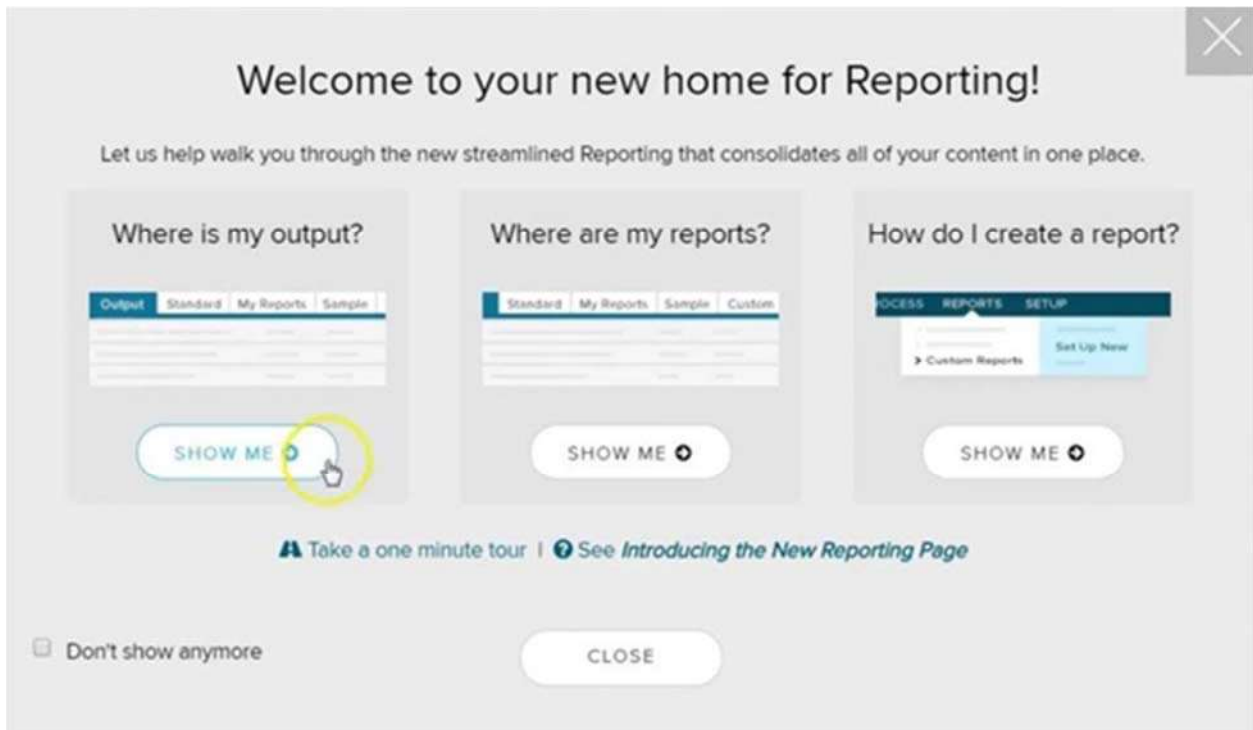 Welcome to your new home for Reporting!
Let us help walk you through the new streamlined Reporting that consolidates all of your content in one place.
Where is my output?
Where are my reports?
How do I create a report?
Output Standard My Reports Sample
Standard My Reports Sample Custom
OCESS REPORTS SETUP
Set Up New
> Custom Reports
SHOW ME
SHOW ME
SHOW ME
Take a one minute tour | See Introducing the New Reporting Page
Don't show anymore
CLOSE